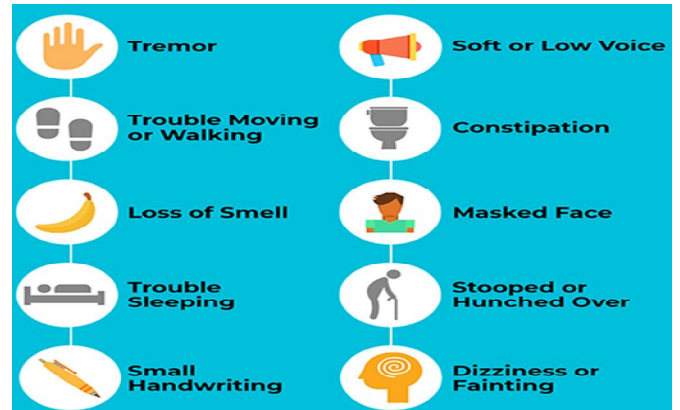 Tremor
Trouble Moving
or Walking
Loss of Smell
Trouble
Sleeping
Small
Handwriting
Soft or Low Voice
Constipation
Masked Face
Stooped or
Hunched Over
Dizziness or
Fainting